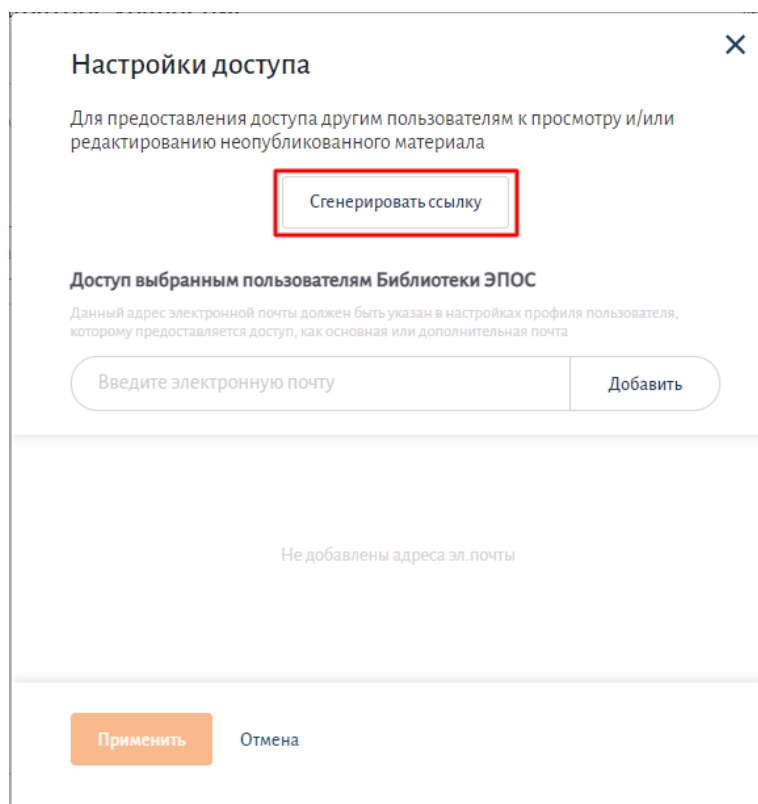 Настройки доступа
Для предоставления доступа другим пользователям к просмотру и/или
редактированию неопубликованного материала
Сгенерировать ссылку
Доступ выбранным пользователям Библиотеки ЭПОС
Данный адрес электронной почты должен быть указан в настройках профиля пользователя,
которому предоставляется доступ, как основная или дополнительная почта
Введите электронную почту
Добавить
Не добавлены адреса эл.почты
Применить
Отмена